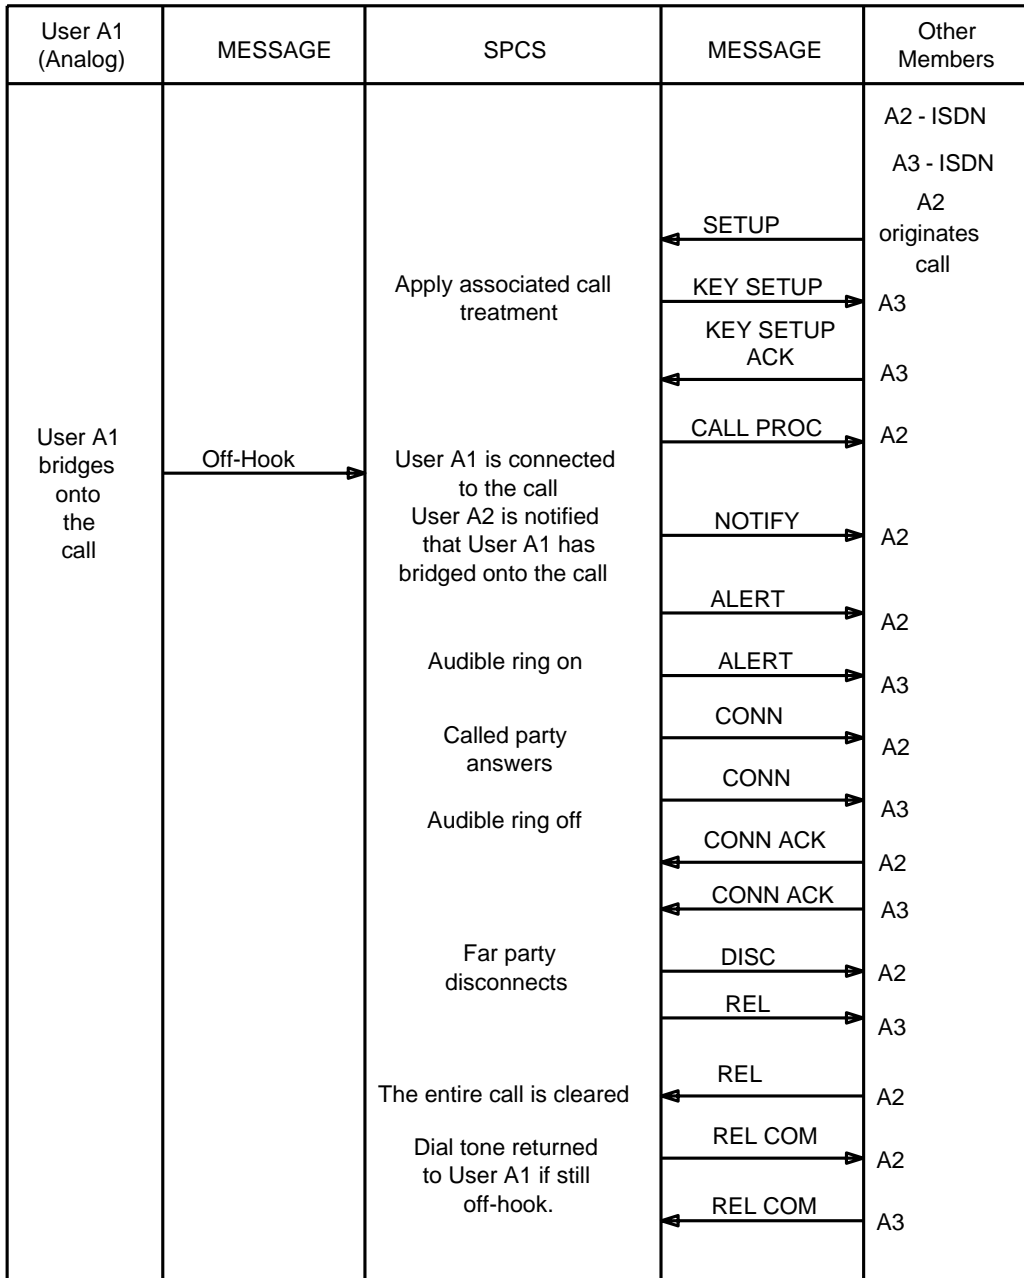 User A1
(Analog)
MESSAGE
SPCS
MESSAGE
Other
Members
A2 - ISDN
A3 - ISDN
A2
originates
call
SETUP
Apply associated call
treatment
KEY SETUP
A3
KEY SETUP
ACK
A3
CALL PROC
A2
User A1
bridges
onto
the
call
Off-Hook
User A1 is connected
to the call
User A2 is notified
that User A1 has
bridged onto the call
NOTIFY
A2
ALERT
A2
Audible ring on
ALERT
A3
CONN
A2
Called party
answers
CONN
A3
Audible ring off
CONN ACK
A2
CONN ACK
A3
Far party
disconnects
DISC
A2
REL
A3
REL
The entire call is cleared
A2
Dial tone returned
to User A1 if still
off-hook.
REL COM
A2
REL COM
A3